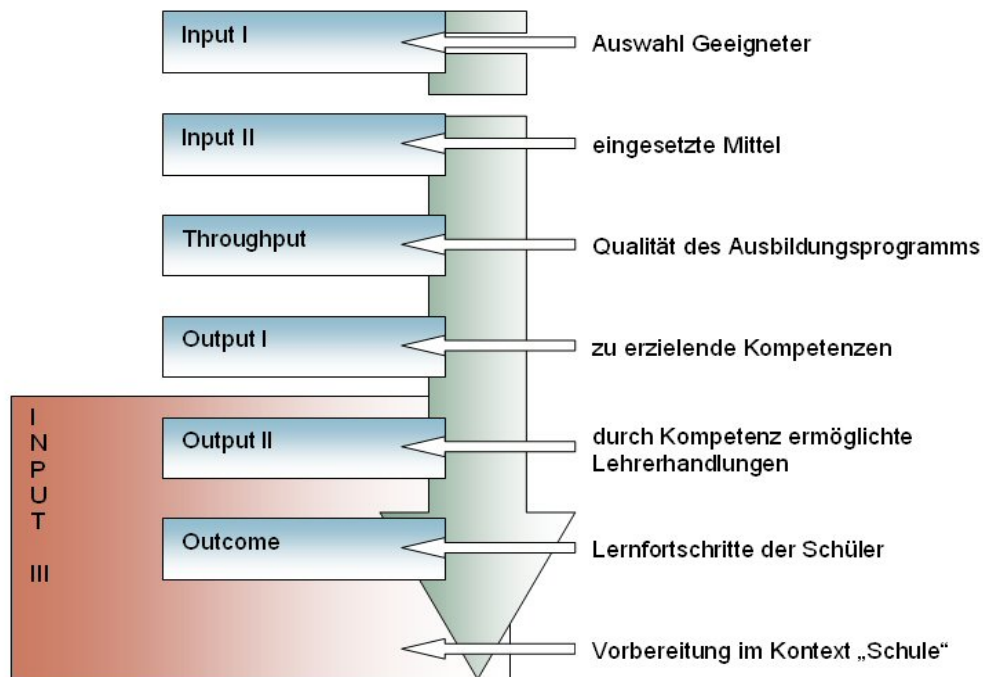 Input I
Auswahl Geeigneter
Input II
eingesetzte Mittel
Throughput
Qualität des Ausbildungsprogramms
Output I
zu erzielende Kompetenzen
INPUT III
Output II
durch Kompetenz ermöglichte
Lehrerhandlungen
Outcome
Lernfortschritte der Schüler
Vorbereitung im Kontext „Schule“